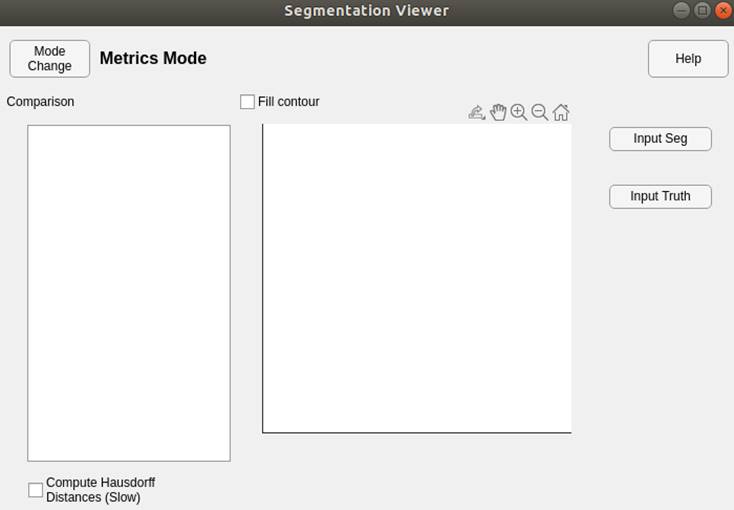 Segmentation Viewer
Mode
Change
Metrics Mode
Help
Comparison
Fill contour
Input Seg
Input Truth
Compute Hausdorff
Distances (Slow)